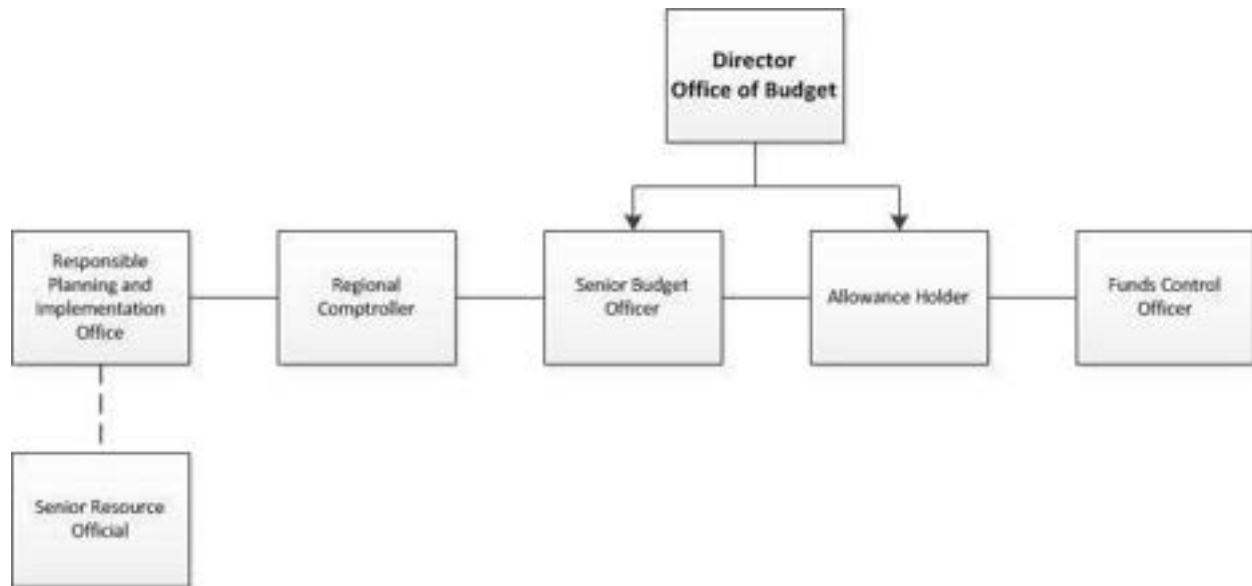 Director
Office of Budget
Responsible
Planning and
Implementation
Office
Regional
Comptroller
Senior Budget
Officer
Allowance Holder
Funds Control
Officer
Senior Resource
Official